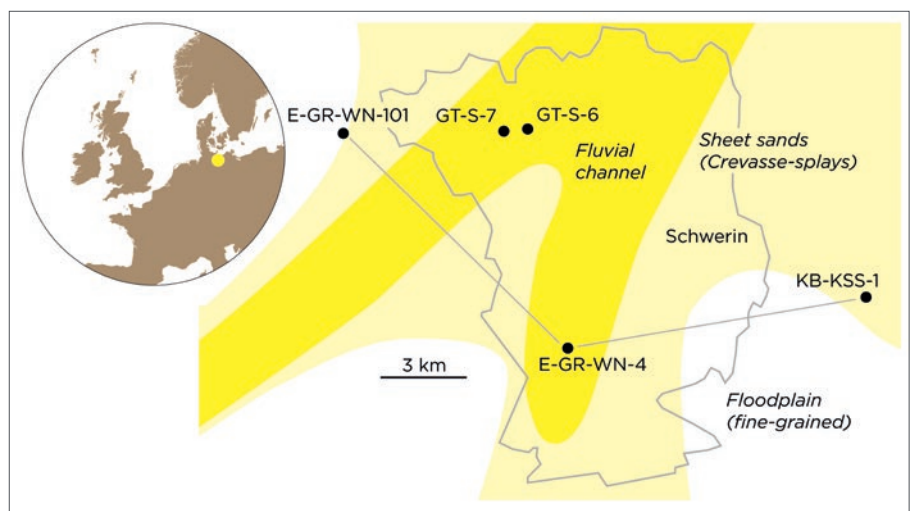 E-GR-WN-101
GT-S-7
GT-S-6
Fluvial
channel
Sheet sands
(Crevasse-splays)
Schwerin
KB-KSS-1
3 km
E-GR-WN-4
Floodplain
(fine-grained)